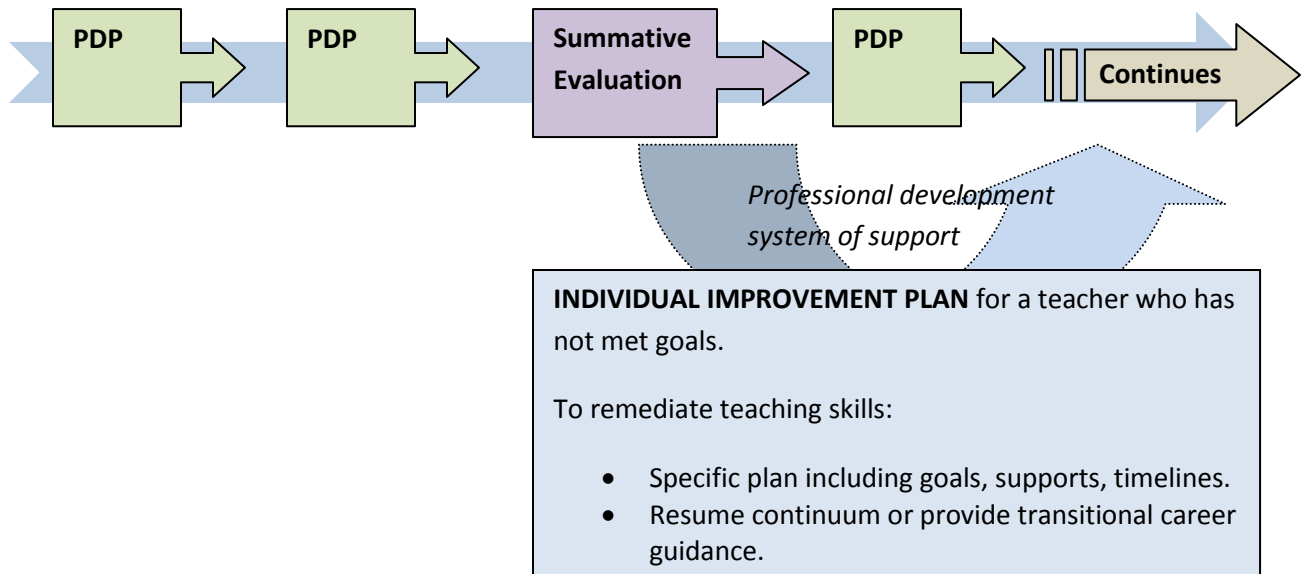 PDP
PDP
Summative
Evaluation
PDP
Continues
Professional development
system of support
INDIVIDUAL IMPROVEMENT PLAN for a teacher who has
not met goals.
To remediate teaching skills:
• Specific plan including goals, supports, timelines.
• Resume continuum or provide transitional career
guidance.